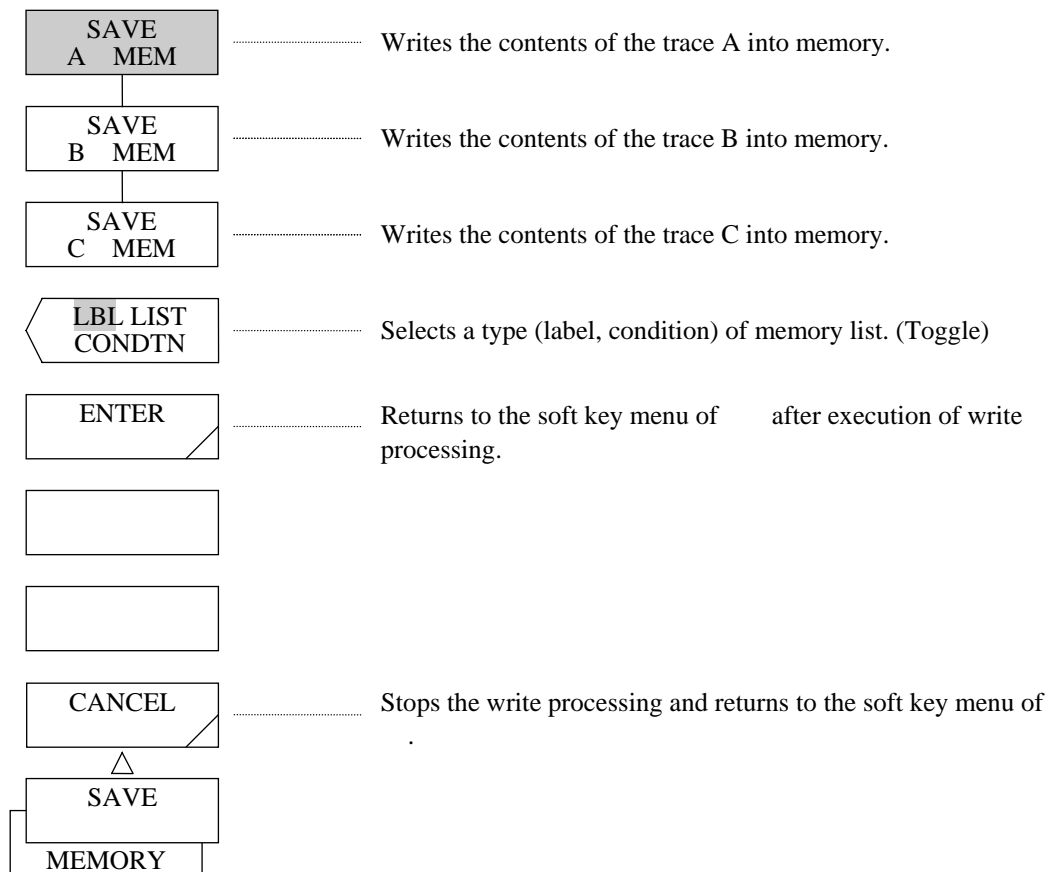 SAVE
A MEM
Writes the contents of the trace A into memory.
SAVE
B MEM
Writes the contents of the trace B into memory.
SAVE
C MEM
Writes the contents of the trace C into memory.
LBL LIST
CONDTN
Selects a type (label, condition) of memory list. (Toggle)
ENTER
Returns to the soft key menu of after execution of write
processing.
CANCEL
Stops the write processing and returns to the soft key menu of
.
SAVE
MEMORY